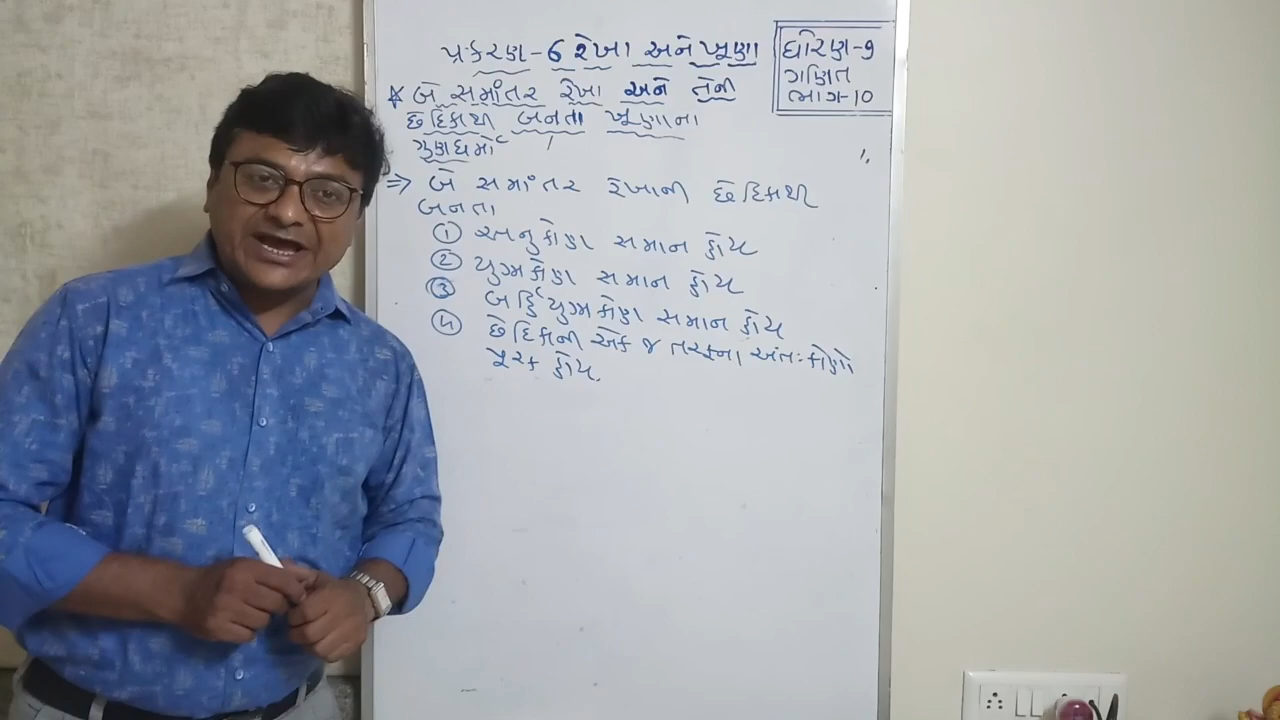 પ્રકરણ-6 રેખા અને ખૂણા
* બે સમાંતર રેખા અને તેની
છેદિકાથી બનતા ખૂણાના
ગુણધર્મો
⇒ બે સમાંતર રેખાની છેદિકાથી
બનતા
① અનુકોણ સમાન હોય
② યુગ્મકોણ સમાન હોય
③ બર્હિયુગ્મકોણ સમાન હોય
④ છેદિકાની એક જ તરફના અંતઃકોણો
પૂરક હોય.
ધોરણ-9
ગણિત
ભાગ-10